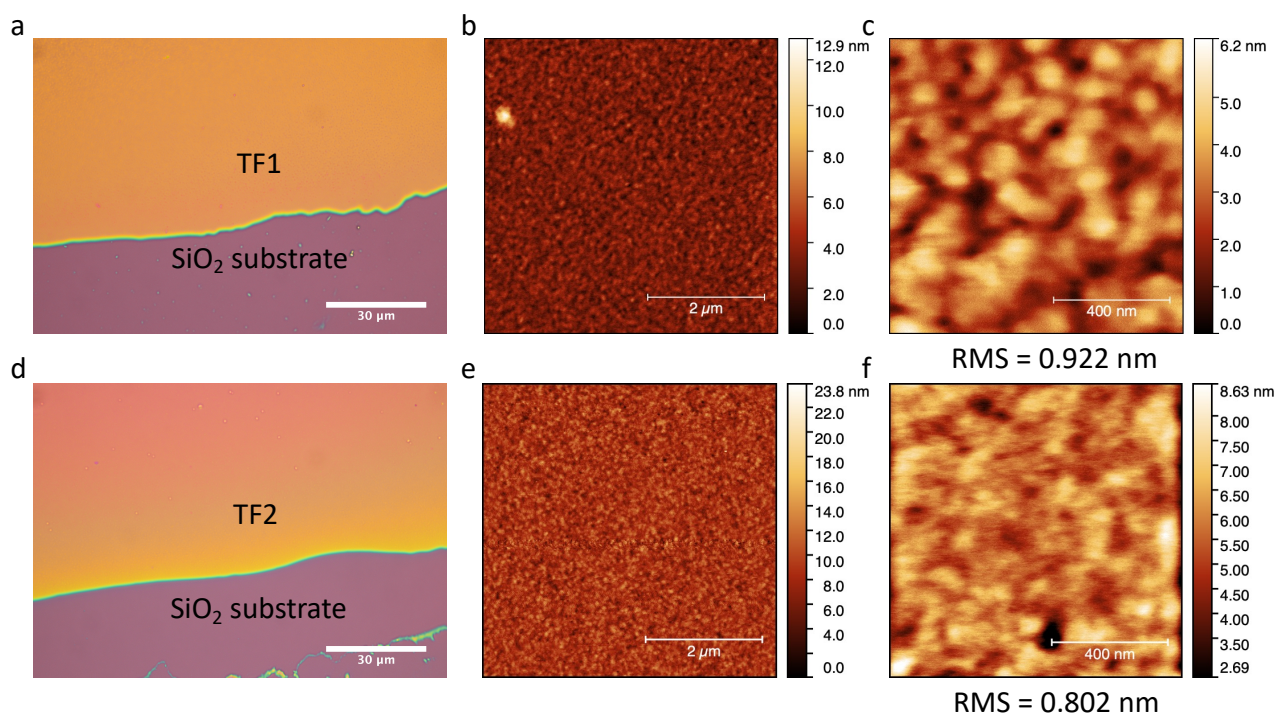 a
TF1
SiO₂ substrate
30 µm
b
12.9 nm
12.0
10.0
8.0
6.0
4.0
2.0
0.0
2 µm
c
6.2 nm
5.0
4.0
3.0
2.0
1.0
0.0
400 nm
RMS = 0.922 nm
d
TF2
SiO₂ substrate
30 µm
e
23.8 nm
22.0
20.0
18.0
16.0
14.0
12.0
10.0
8.0
6.0
4.0
0.0
2 µm
f
8.63 nm
8.00
7.50
7.00
6.50
6.00
5.50
5.00
4.50
4.00
3.50
2.69
400 nm
RMS = 0.802 nm